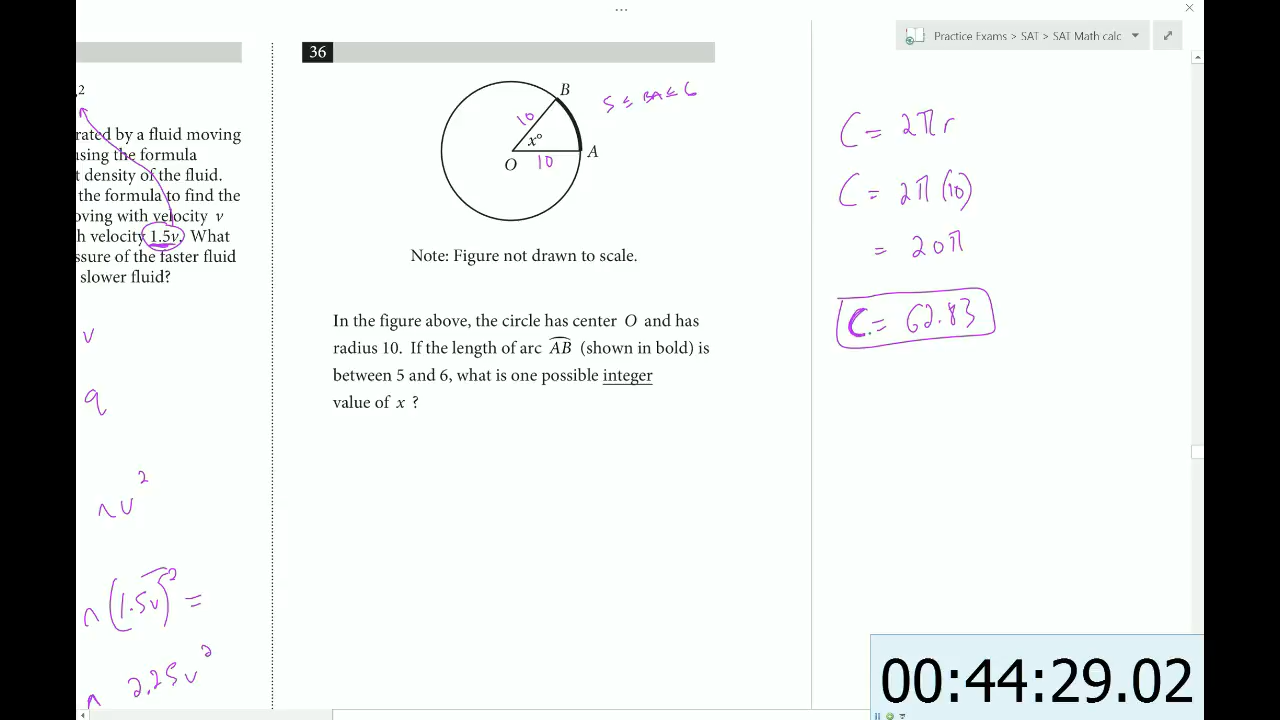 ...
Practice Exams > SAT > SAT Math calc
,2
rated by a fluid moving
using the formula
t density of the fluid.
the formula to find the
oving with velocity v
h velocity 1.5v. What
ssure of the faster fluid
slower fluid?
v
q
n v²
n (1.5v)² =
n 2.25v²
36
B
10
x°
O
10
A
5 ≤ BA ≤ 6
Note: Figure not drawn to scale.
In the figure above, the circle has center O and has
radius 10. If the length of arc AB (shown in bold) is
between 5 and 6, what is one possible integer
value of x ?
C = 2πr
C = 2π(10)
= 20π
C = 62.83
00:44:29.02